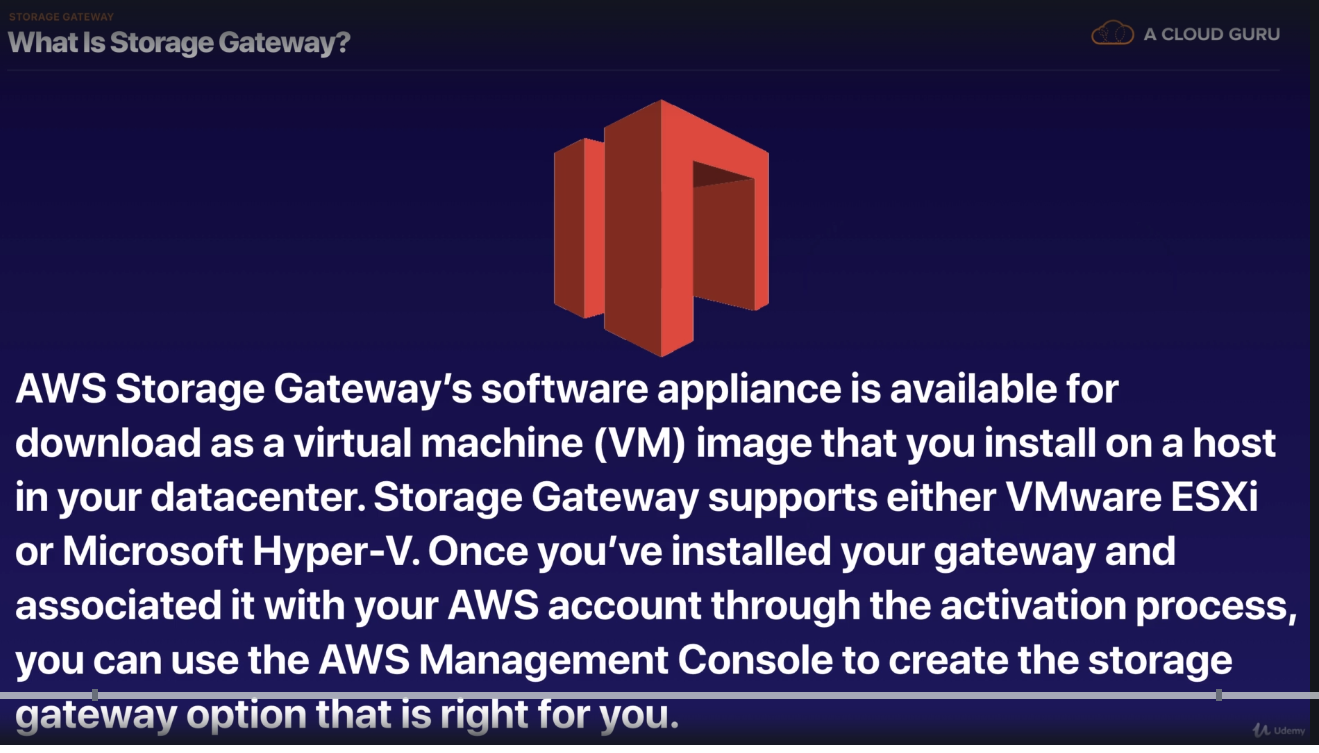 STORAGE GATEWAY
What Is Storage Gateway?
A CLOUD GURU
AWS Storage Gateway’s software appliance is available for
download as a virtual machine (VM) image that you install on a host
in your datacenter. Storage Gateway supports either VMware ESXi
or Microsoft Hyper-V. Once you’ve installed your gateway and
associated it with your AWS account through the activation process,
you can use the AWS Management Console to create the storage
gateway option that is right for you.
Udemy